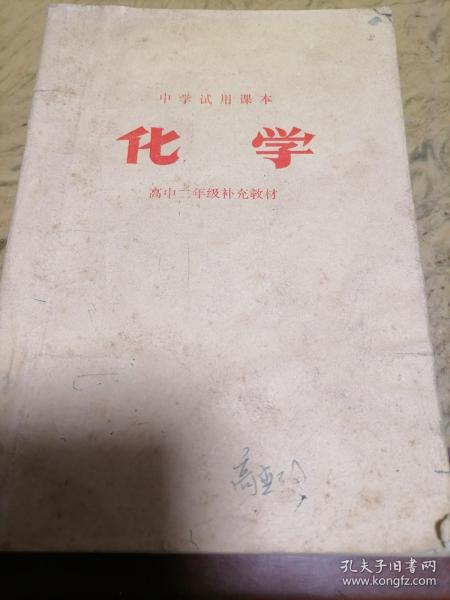 中学试用课本
化学
高中二年级补充教材
孔夫子旧书网
www.kongfz.com